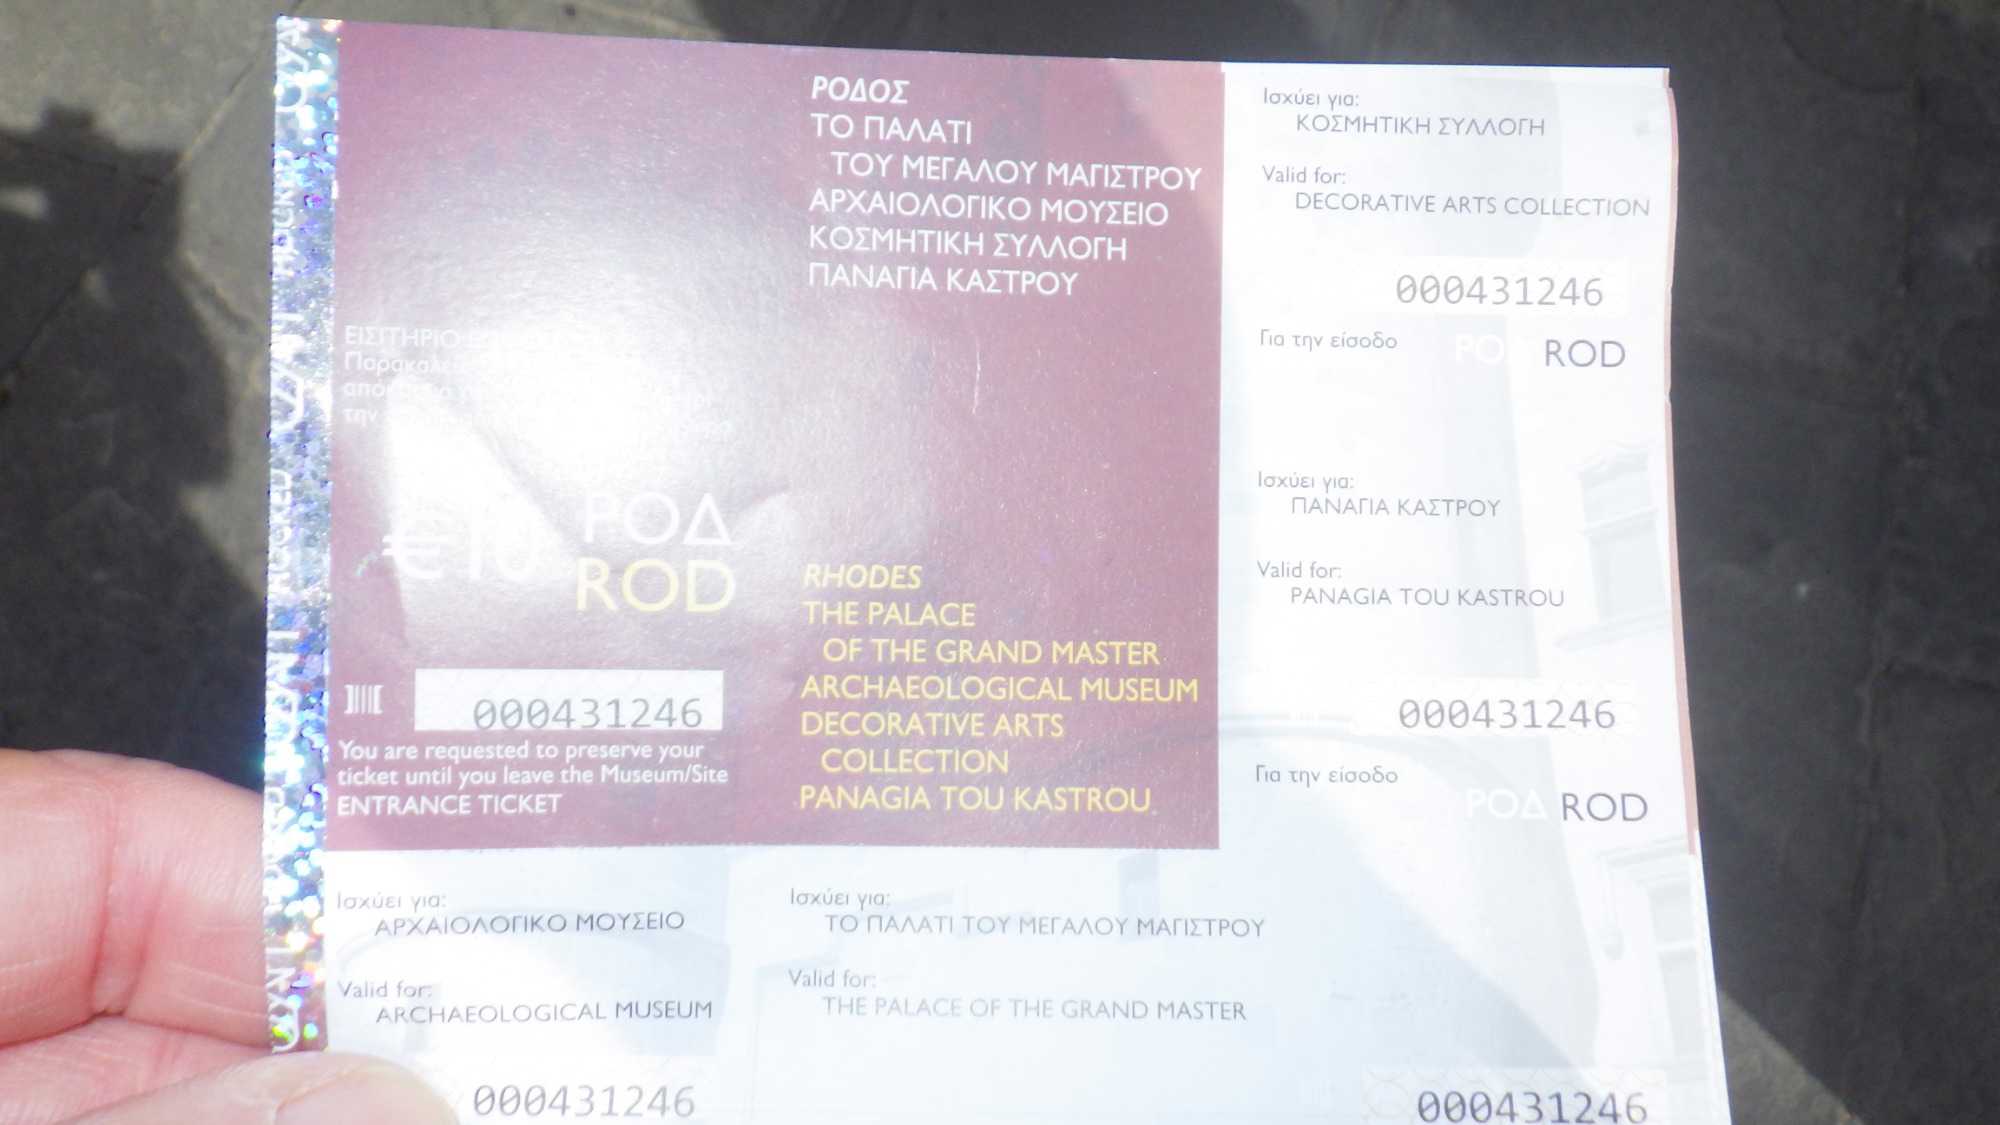 ΡΟΔΟΣ
ΤΟ ΠΑΛΑΤΙ
ΤΟΥ ΜΕΓΑΛΟΥ ΜΑΓΙΣΤΡΟΥ
ΑΡΧΑΙΟΛΟΓΙΚΟ ΜΟΥΣΕΙΟ
ΚΟΣΜΗΤΙΚΗ ΣΥΛΛΟΓΗ
ΠΑΝΑΓΙΑ ΚΑΣΤΡΟΥ
ΕΙΣΙΤΗΡΙΟ
την
€10
ΡΟΔ
ROD
000431246
You are requested to preserve your
ticket until you leave the Museum/Site
ENTRANCE TICKET
RHODES
THE PALACE
OF THE GRAND MASTER
ARCHAEOLOGICAL MUSEUM
DECORATIVE ARTS
COLLECTION
PANAGIA TOU KASTROU
Ισχύει για:
ΚΟΣΜΗΤΙΚΗ ΣΥΛΛΟΓΗ
Valid for:
DECORATIVE ARTS COLLECTION
000431246
Για την είσοδο
ΡΟΔ ROD
Ισχύει για:
ΠΑΝΑΓΙΑ ΚΑΣΤΡΟΥ
Valid for:
PANAGIA TOU KASTROU
000431246
Για την είσοδο
ΡΟΔ ROD
Ισχύει για:
ΑΡΧΑΙΟΛΟΓΙΚΟ ΜΟΥΣΕΙΟ
Valid for:
ARCHAEOLOGICAL MUSEUM
000431246
Ισχύει για:
ΤΟ ΠΑΛΑΤΙ ΤΟΥ ΜΕΓΑΛΟΥ ΜΑΓΙΣΤΡΟΥ
Valid for:
THE PALACE OF THE GRAND MASTER
000431246